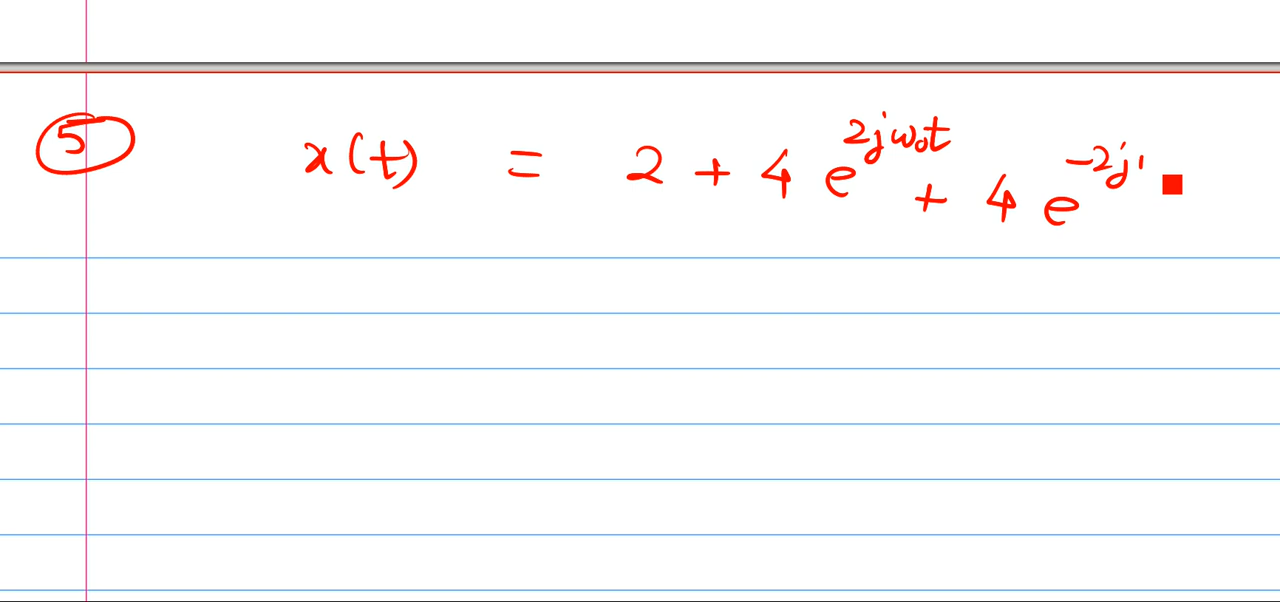 5 x(t) = 2 + 4 e^{2jω₀t} + 4 e^{-2j'}